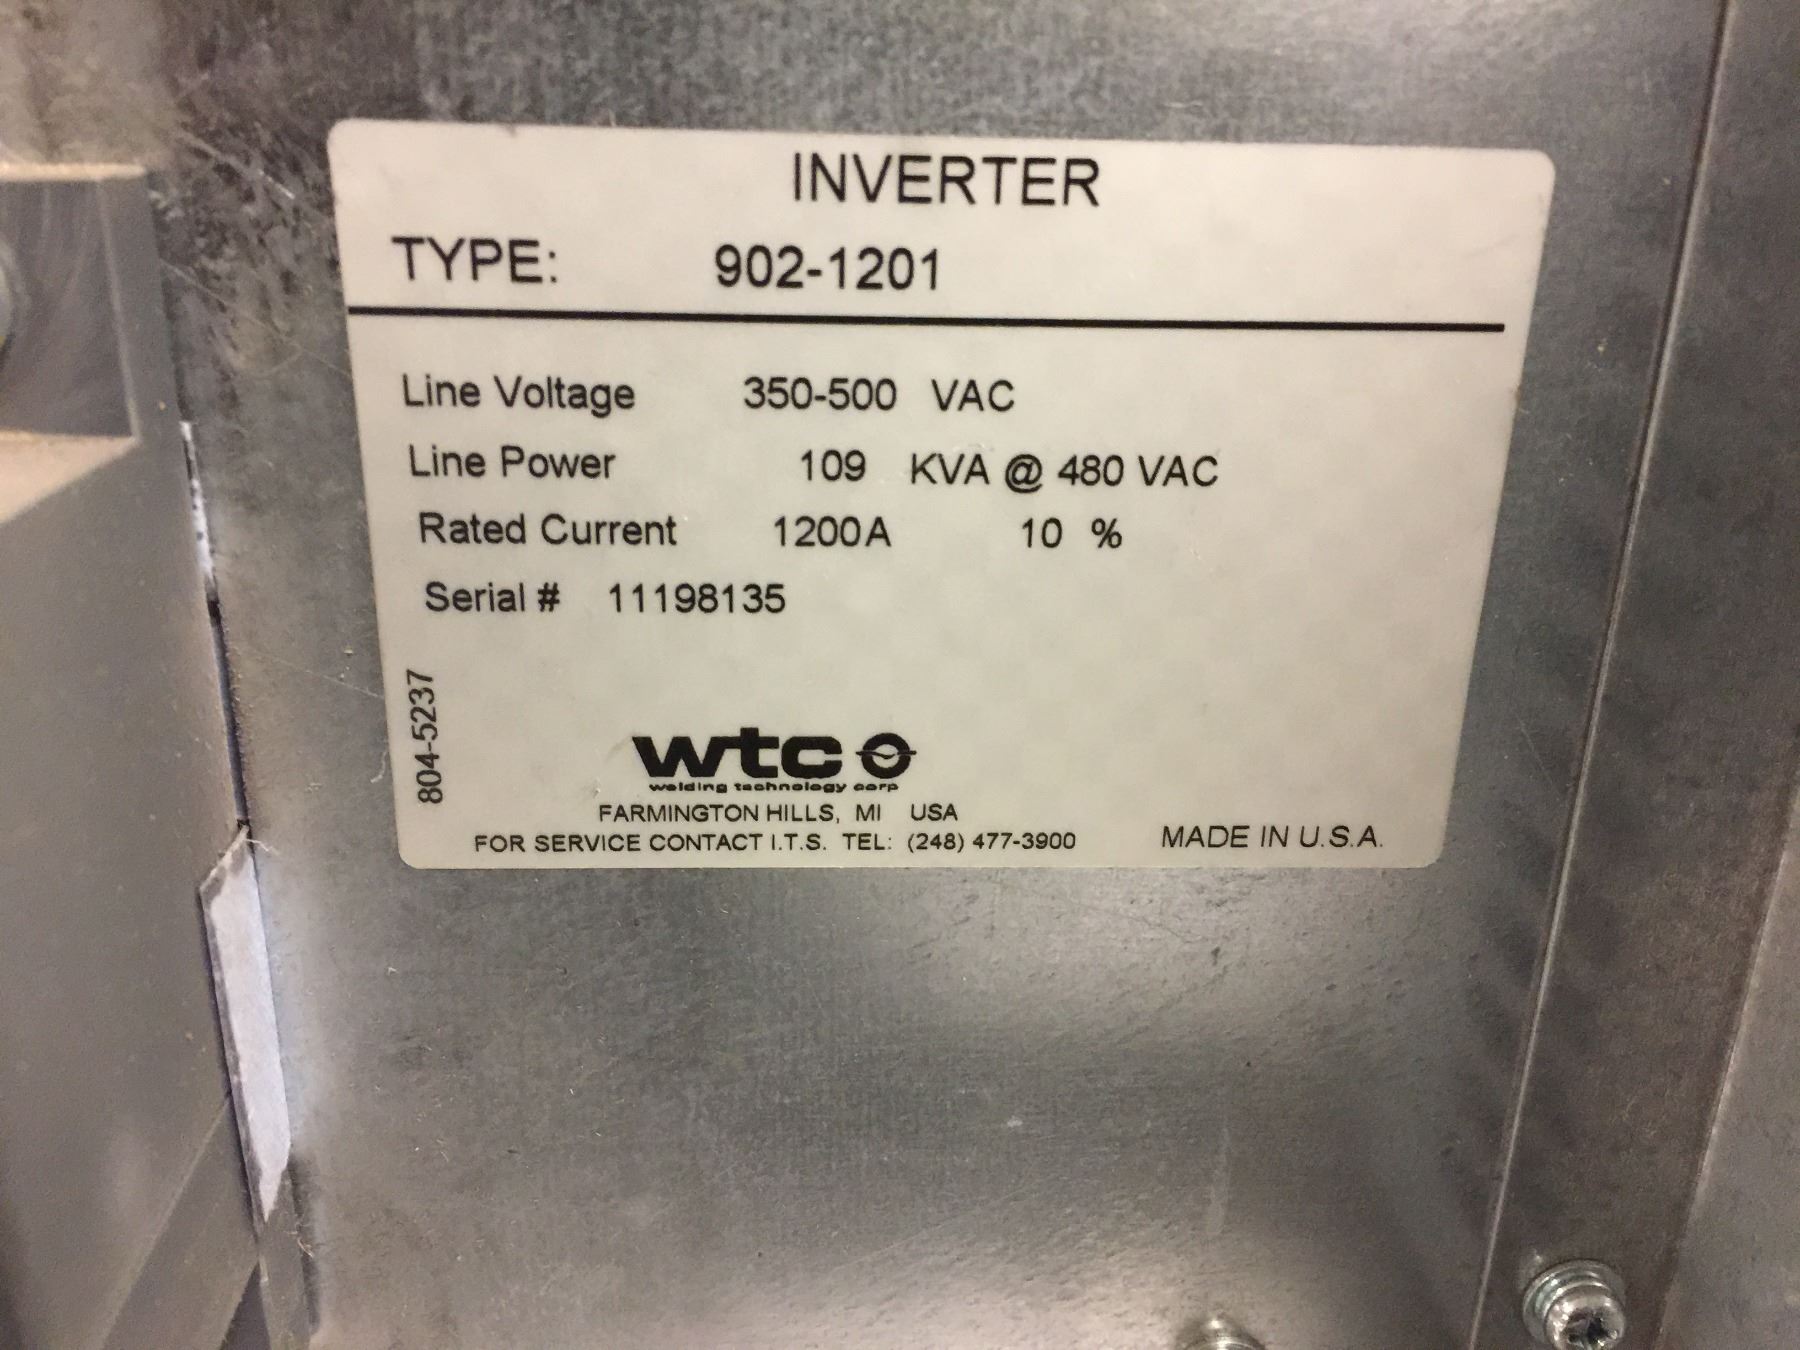 INVERTER
TYPE: 902-1201
Line Voltage 350-500 VAC
Line Power 109 KVA @ 480 VAC
Rated Current 1200A 10 %
Serial # 11198135
804-5237
wtc
welding technology corp
FARMINGTON HILLS, MI USA
FOR SERVICE CONTACT I.T.S. TEL: (248) 477-3900
MADE IN U.S.A.